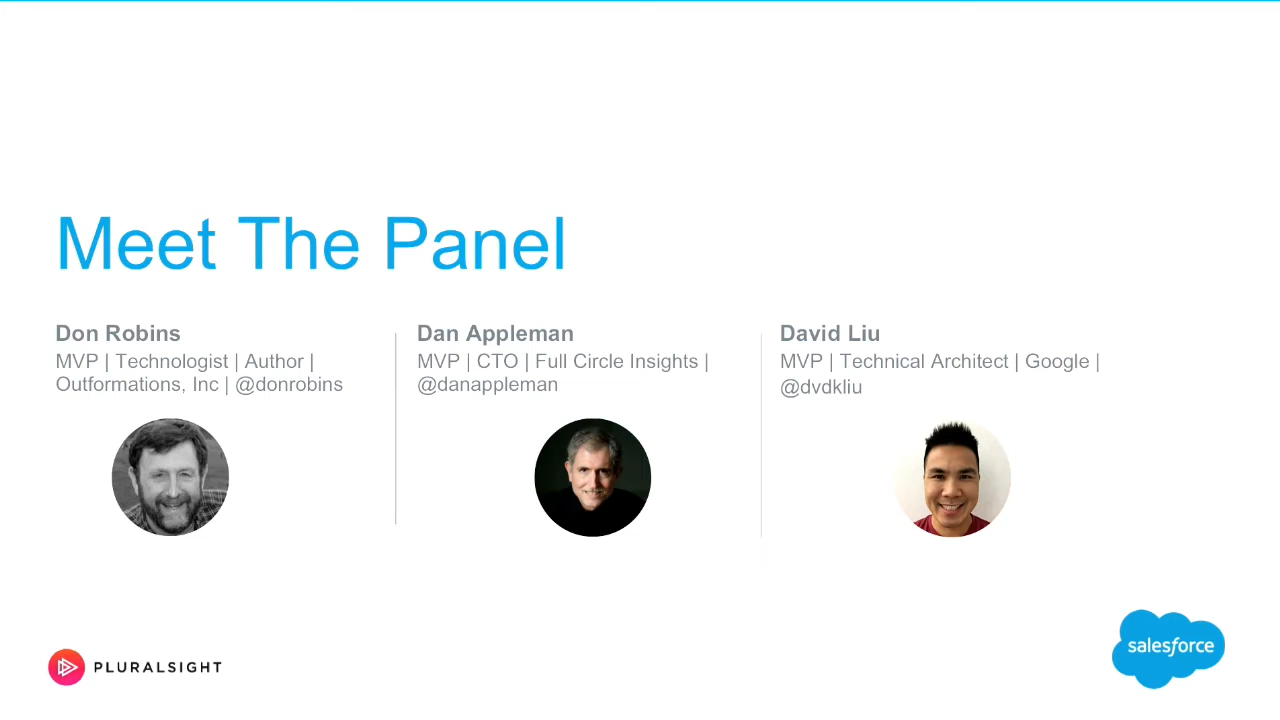 Meet The Panel
Don Robins
MVP | Technologist | Author |
Outformations, Inc | @donrobins
Dan Appleman
MVP | CTO | Full Circle Insights |
@danappleman
David Liu
MVP | Technical Architect | Google |
@dvdkliu
PLURALSIGHT
salesforce